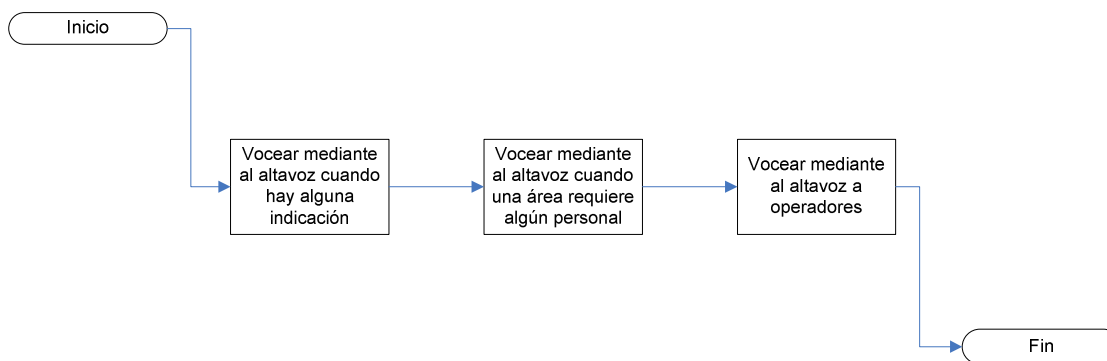 Inicio
Vocear mediante
al altavoz cuando
hay alguna
indicación
Vocear mediante
al altavoz cuando
una área requiere
algún personal
Vocear mediante
al altavoz a
operadores
Fin